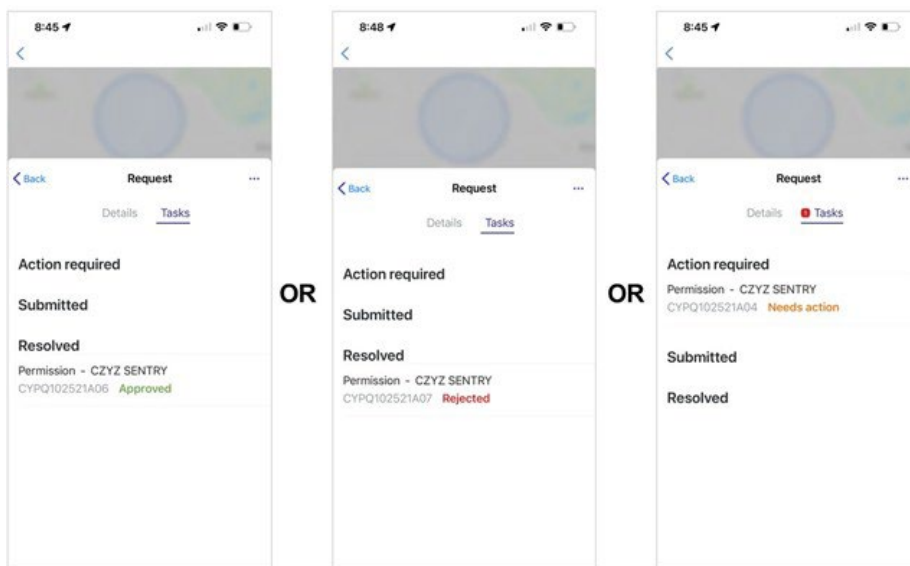 8:45
Back
Request
...
Details Tasks
Action required
Submitted
Resolved
Permission - CZYZ SENTRY
CYPQ102521A06 Approved
OR
8:48
Back
Request
...
Details Tasks
Action required
Submitted
Resolved
Permission - CZYZ SENTRY
CYPQ102521A07 Rejected
OR
8:45
Back
Request
...
Details Tasks
Action required
Permission - CZYZ SENTRY
CYPQ102521A04 Needs action
Submitted
Resolved